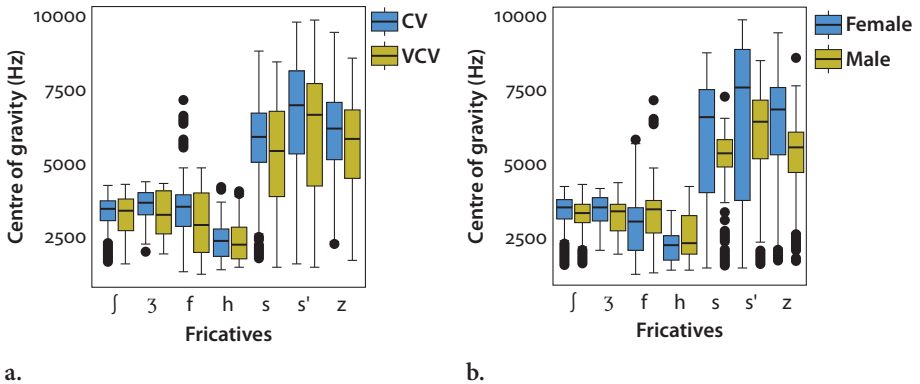 10000
7500
5000
2500
Centre of gravity (Hz)
ʃ ʒ f h s s' z
Fricatives
CV
VCV
a.
10000
7500
5000
2500
Centre of gravity (Hz)
ʃ ʒ f h s s' z
Fricatives
Female
Male
b.